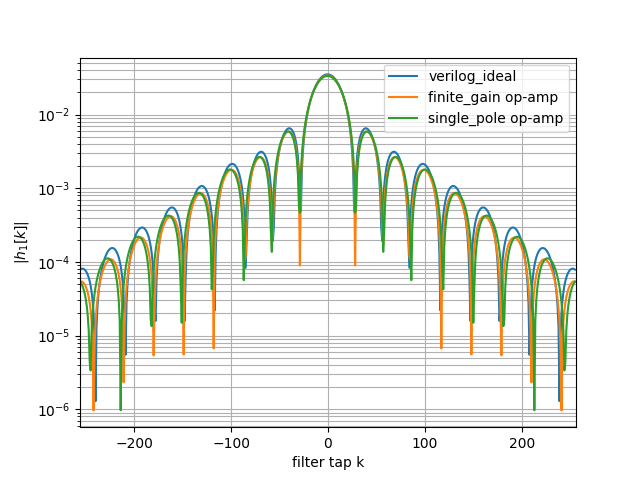 verilog_ideal
finite_gain op-amp
single_pole op-amp
|h₁[k]|
10⁻²
10⁻³
10⁻⁴
10⁻⁵
10⁻⁶
−200 −100 0 100 200
filter tap k